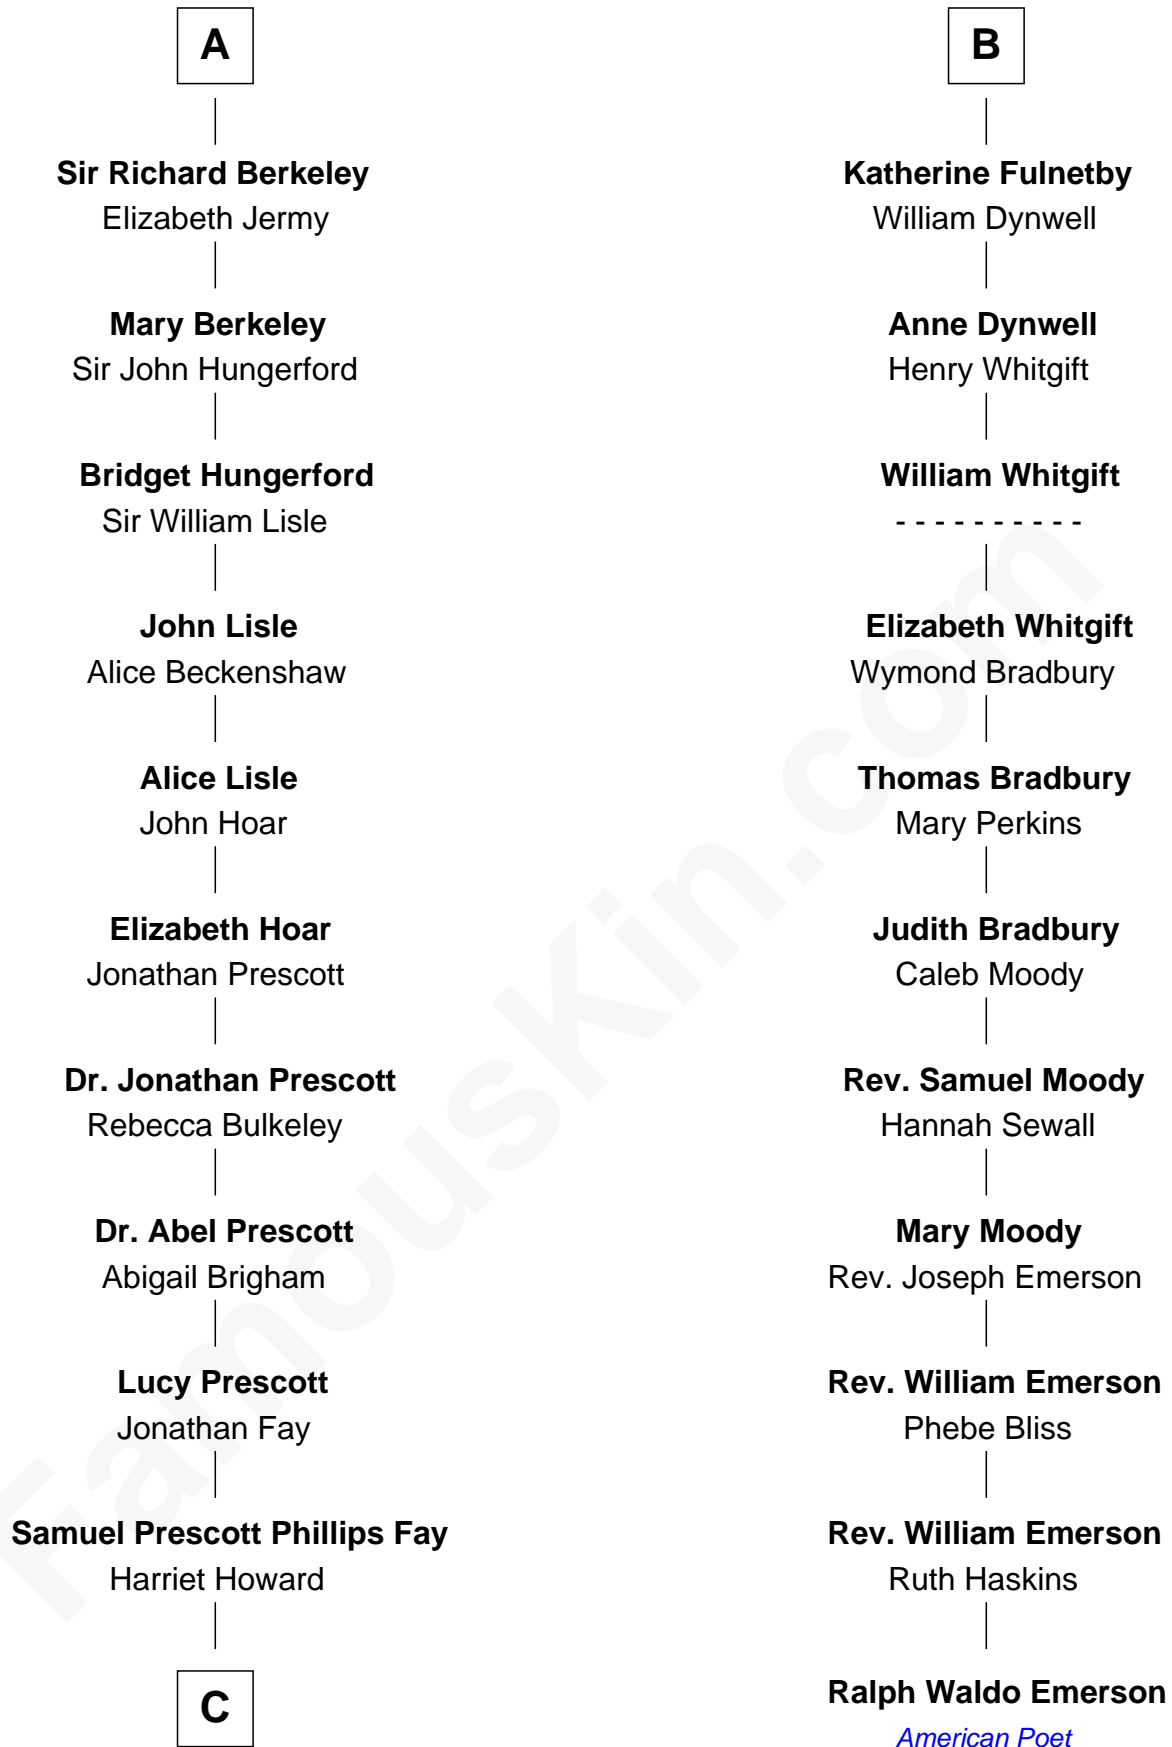 A
Sir Richard Berkeley
Elizabeth Jermy
Mary Berkeley
Sir John Hungerford
Bridget Hungerford
Sir William Lisle
John Lisle
Alice Beckenshaw
Alice Lisle
John Hoar
Elizabeth Hoar
Jonathan Prescott
Dr. Jonathan Prescott
Rebecca Bulkeley
Dr. Abel Prescott
Abigail Brigham
Lucy Prescott
Jonathan Fay
Samuel Prescott Phillips Fay
Harriet Howard
C
B
Katherine Fulnetby
William Dynwell
Anne Dynwell
Henry Whitgift
William Whitgift
- - - - - - - - - -
Elizabeth Whitgift
Wymond Bradbury
Thomas Bradbury
Mary Perkins
Judith Bradbury
Caleb Moody
Rev. Samuel Moody
Hannah Sewall
Mary Moody
Rev. Joseph Emerson
Rev. William Emerson
Phebe Bliss
Rev. William Emerson
Ruth Haskins
Ralph Waldo Emerson
American Poet
FamousKin.com